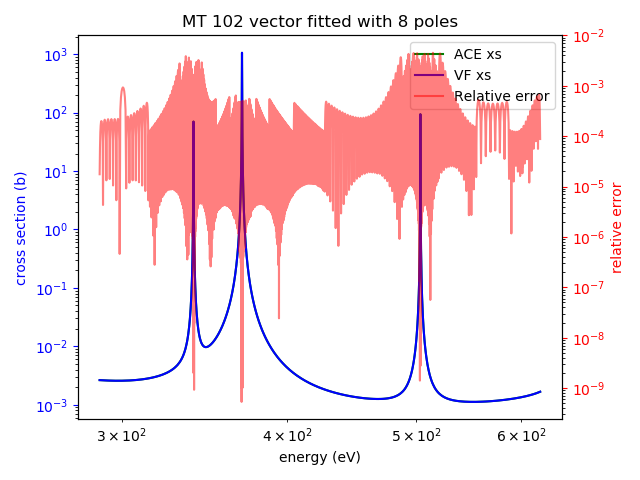 MT 102 vector fitted with 8 poles
ACE xs
VF xs
Relative error
cross section (b)
10³
10²
10¹
10⁰
10⁻¹
10⁻²
10⁻³
10⁻²
10⁻³
10⁻⁴
10⁻⁵
10⁻⁶
10⁻⁷
10⁻⁸
10⁻⁹
relative error
3 × 10² 4 × 10² 5 × 10² 6 × 10²
energy (eV)